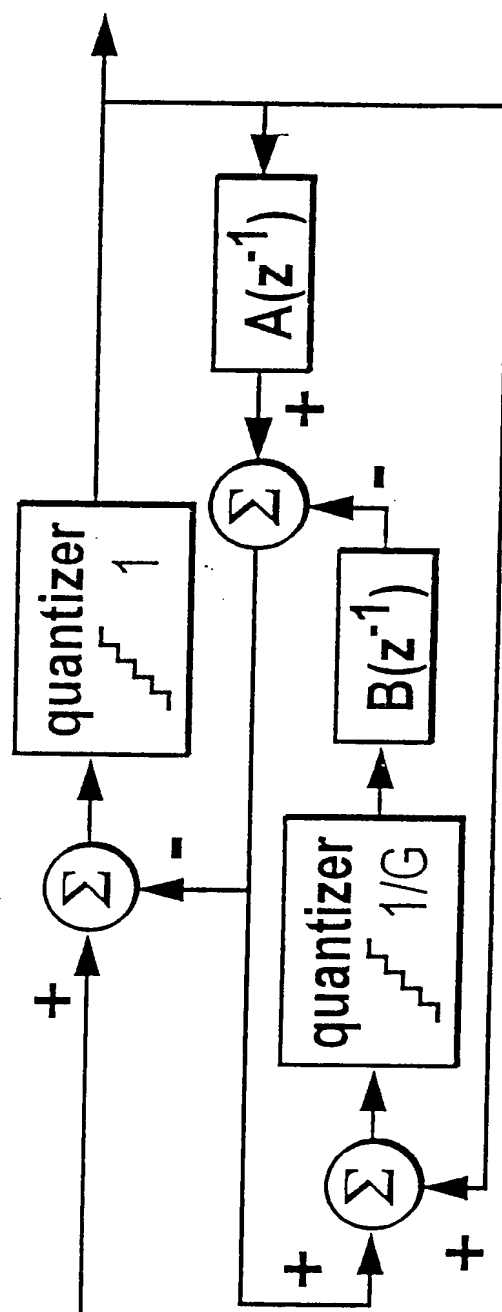 quantizer
1
A(z⁻¹)
+
Σ
-
Σ
+
-
quantizer
1/G
B(z⁻¹)
Σ
+
+